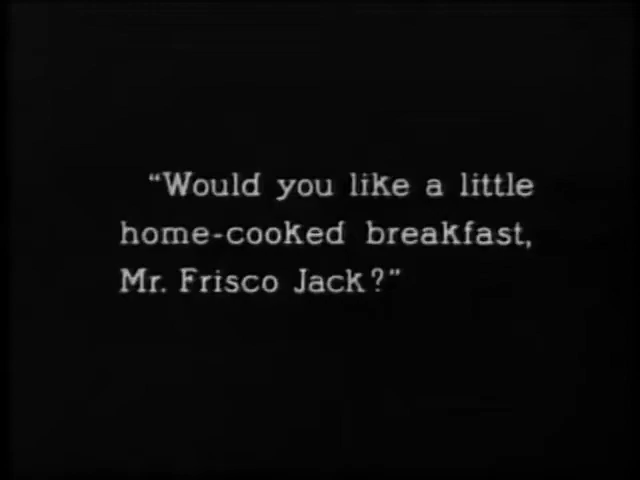 “Would you like a little
home-cooked breakfast,
Mr. Frisco Jack?”